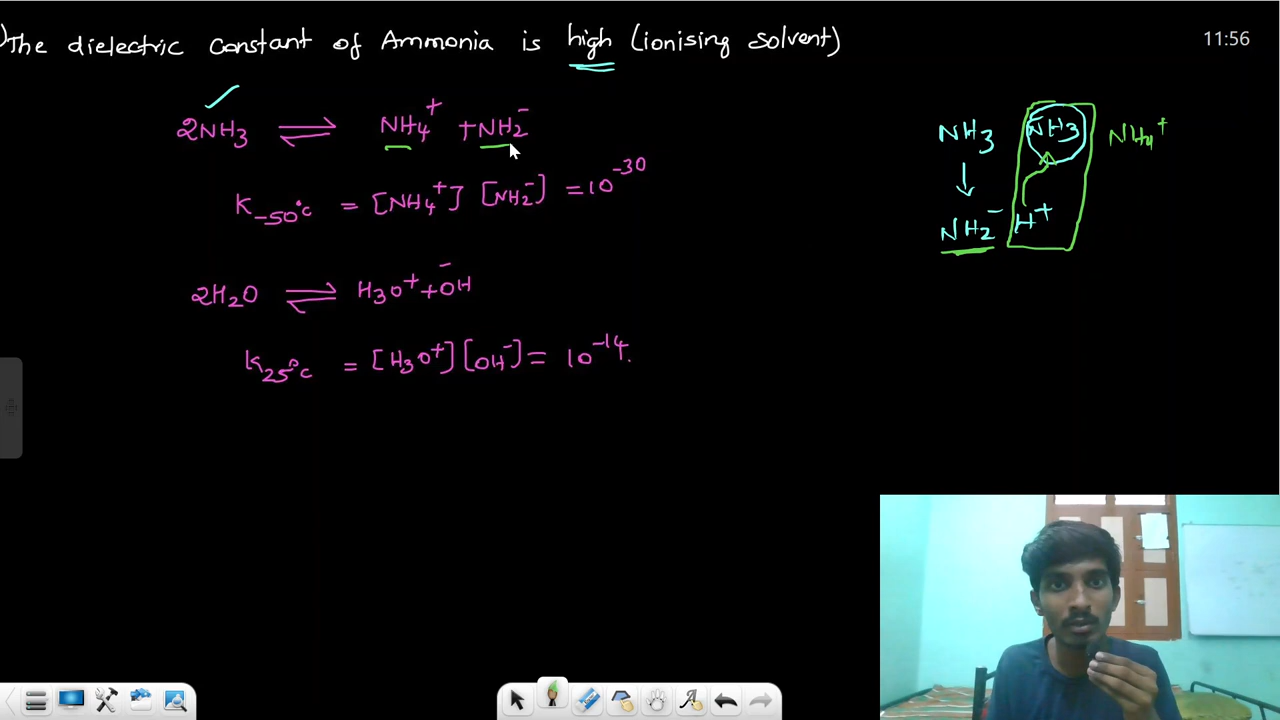 )The dielectric constant of Ammonia is high (ionising solvent)
11:56
2NH3 ⇌ NH4⁺ + NH2⁻
K-50°c = [NH4⁺] [NH2⁻] = 10⁻³⁰
2H2O ⇌ H3O⁺ + ⁻OH
K25°c = [H3O⁺] [OH⁻] = 10⁻¹⁴.
NH3 NH3 NH4⁺
↓
NH2⁻ H⁺